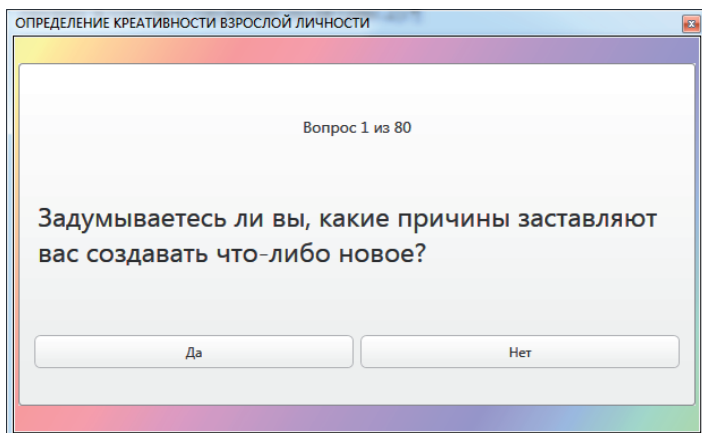 ОПРЕДЕЛЕНИЕ КРЕАТИВНОСТИ ВЗРОСЛОЙ ЛИЧНОСТИ
Вопрос 1 из 80
Задумываетесь ли вы, какие причины заставляют
вас создавать что-либо новое?
Да
Нет